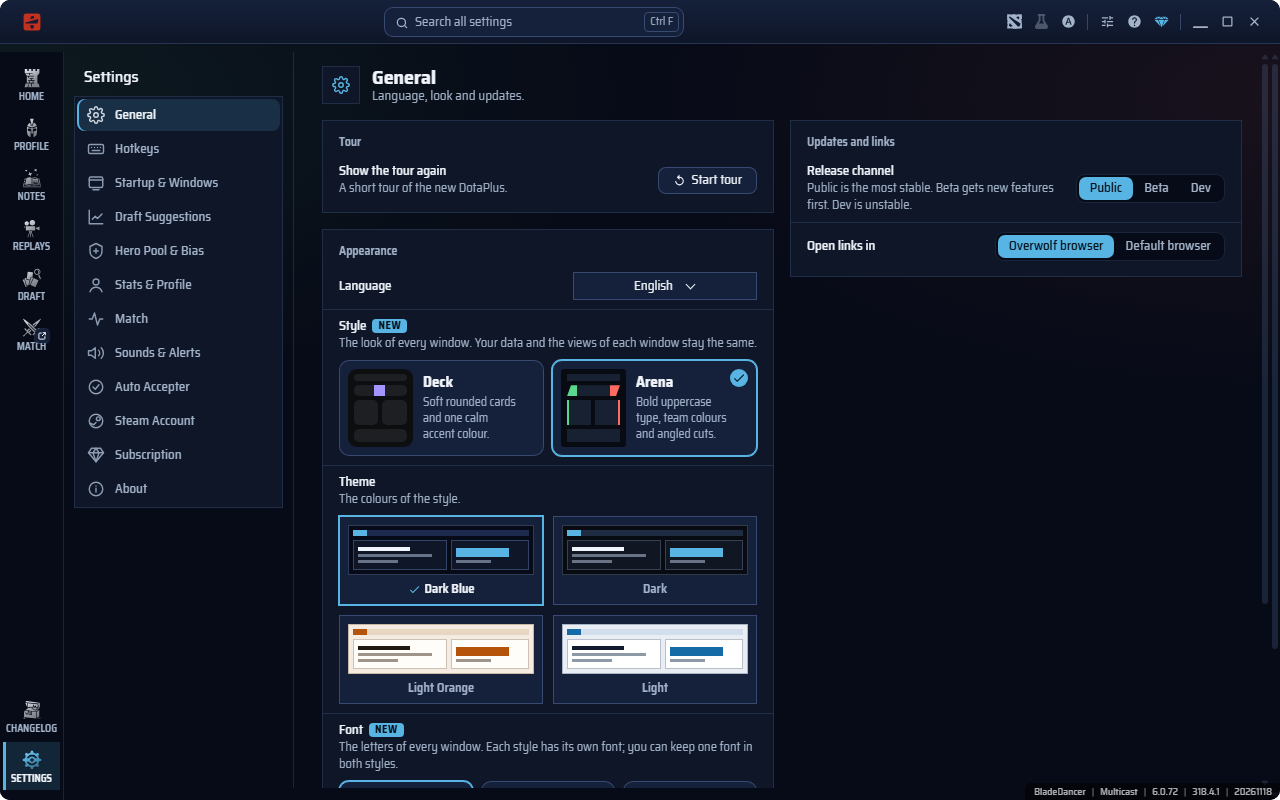 Search all settings
Ctrl F
HOME
PROFILE
NOTES
REPLAYS
DRAFT
MATCH
CHANGELOG
SETTINGS
Settings
General
Hotkeys
Startup & Windows
Draft Suggestions
Hero Pool & Bias
Stats & Profile
Match
Sounds & Alerts
Auto Accepter
Steam Account
Subscription
About
General
Language, look and updates.
Tour
Show the tour again
A short tour of the new DotaPlus.
Start tour
Appearance
Language
English
Style NEW
The look of every window. Your data and the views of each window stay the same.
Deck
Soft rounded cards
and one calm
accent colour.
Arena
Bold uppercase
type, team colours
and angled cuts.
Theme
The colours of the style.
Dark Blue
Dark
Light Orange
Light
Font NEW
The letters of every window. Each style has its own font; you can keep one font in
both styles.
Updates and links
Release channel
Public is the most stable. Beta gets new features
first. Dev is unstable.
Public
Beta
Dev
Open links in
Overwolf browser
Default browser
BladeDancer | Multicast | 6.0.72 | 318.4.1 | 20261118